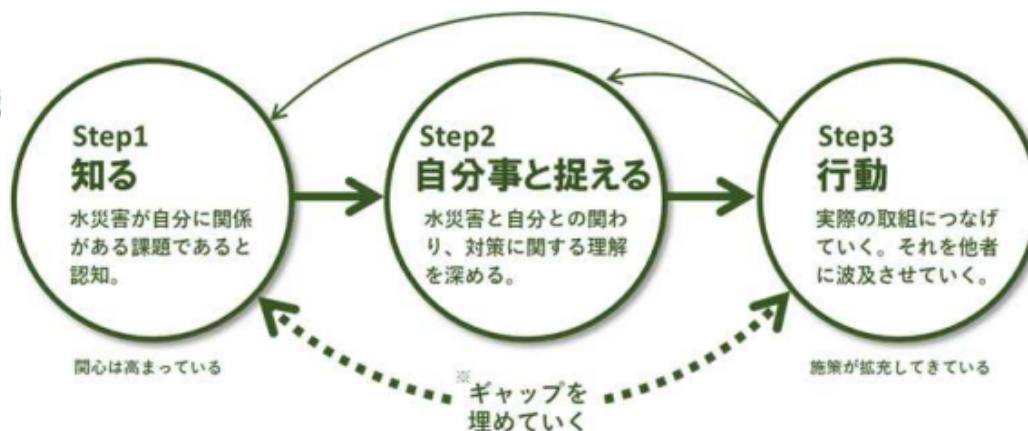 Step1
知る
水災害が自分に関係
がある課題であると
認知。
関心は高まっている
Step2
自分事と捉える
水災害と自分との関わ
り、対策に関する理解
を深める。
Step3
行動
実際の取組につなげ
ていく。それを他者
に波及させていく。
施策が拡充してきている
※ギャップを
埋めていく